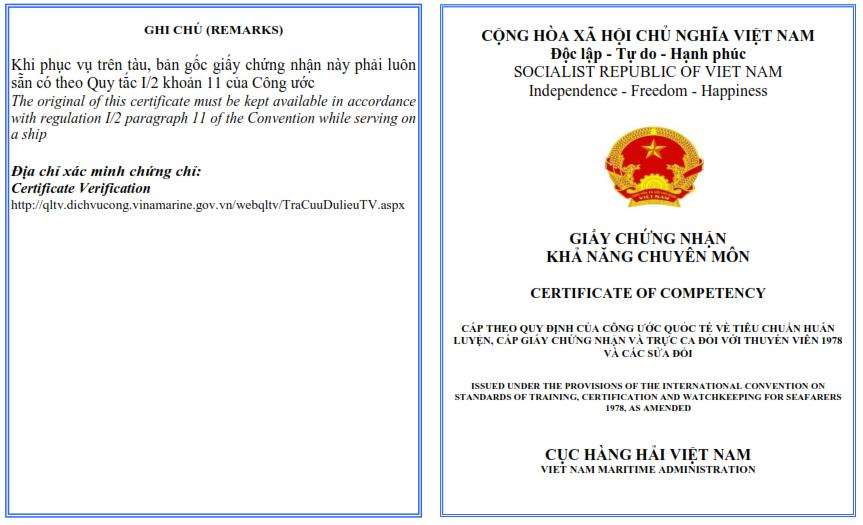 GHI CHÚ (REMARKS)
Khi phục vụ trên tàu, bản gốc giấy chứng nhận này phải luôn
sẵn có theo Quy tắc I/2 khoản 11 của Công ước
The original of this certificate must be kept available in accordance
with regulation I/2 paragraph 11 of the Convention while serving on
a ship
Địa chỉ xác minh chứng chỉ:
Certificate Verification
http://qltv.dichvucong.vinamarine.gov.vn/webqltv/TraCuuDulieuTV.aspx
CỘNG HÒA XÃ HỘI CHỦ NGHĨA VIỆT NAM
Độc lập - Tự do - Hạnh phúc
SOCIALIST REPUBLIC OF VIET NAM
Independence - Freedom - Happiness
VIỆT NAM
GIẤY CHỨNG NHẬN
KHẢ NĂNG CHUYÊN MÔN
CERTIFICATE OF COMPETENCY
CẤP THEO QUY ĐỊNH CỦA CÔNG ƯỚC QUỐC TẾ VỀ TIÊU CHUẨN HUẤN
LUYỆN, CẤP GIẤY CHỨNG NHẬN VÀ TRỰC CA ĐỐI VỚI THUYỀN VIÊN 1978
VÀ CÁC SỬA ĐỔI
ISSUED UNDER THE PROVISIONS OF THE INTERNATIONAL CONVENTION ON
STANDARDS OF TRAINING, CERTIFICATION AND WATCHKEEPING FOR SEAFARERS
1978, AS AMENDED
CỤC HÀNG HẢI VIỆT NAM
VIET NAM MARITIME ADMINISTRATION